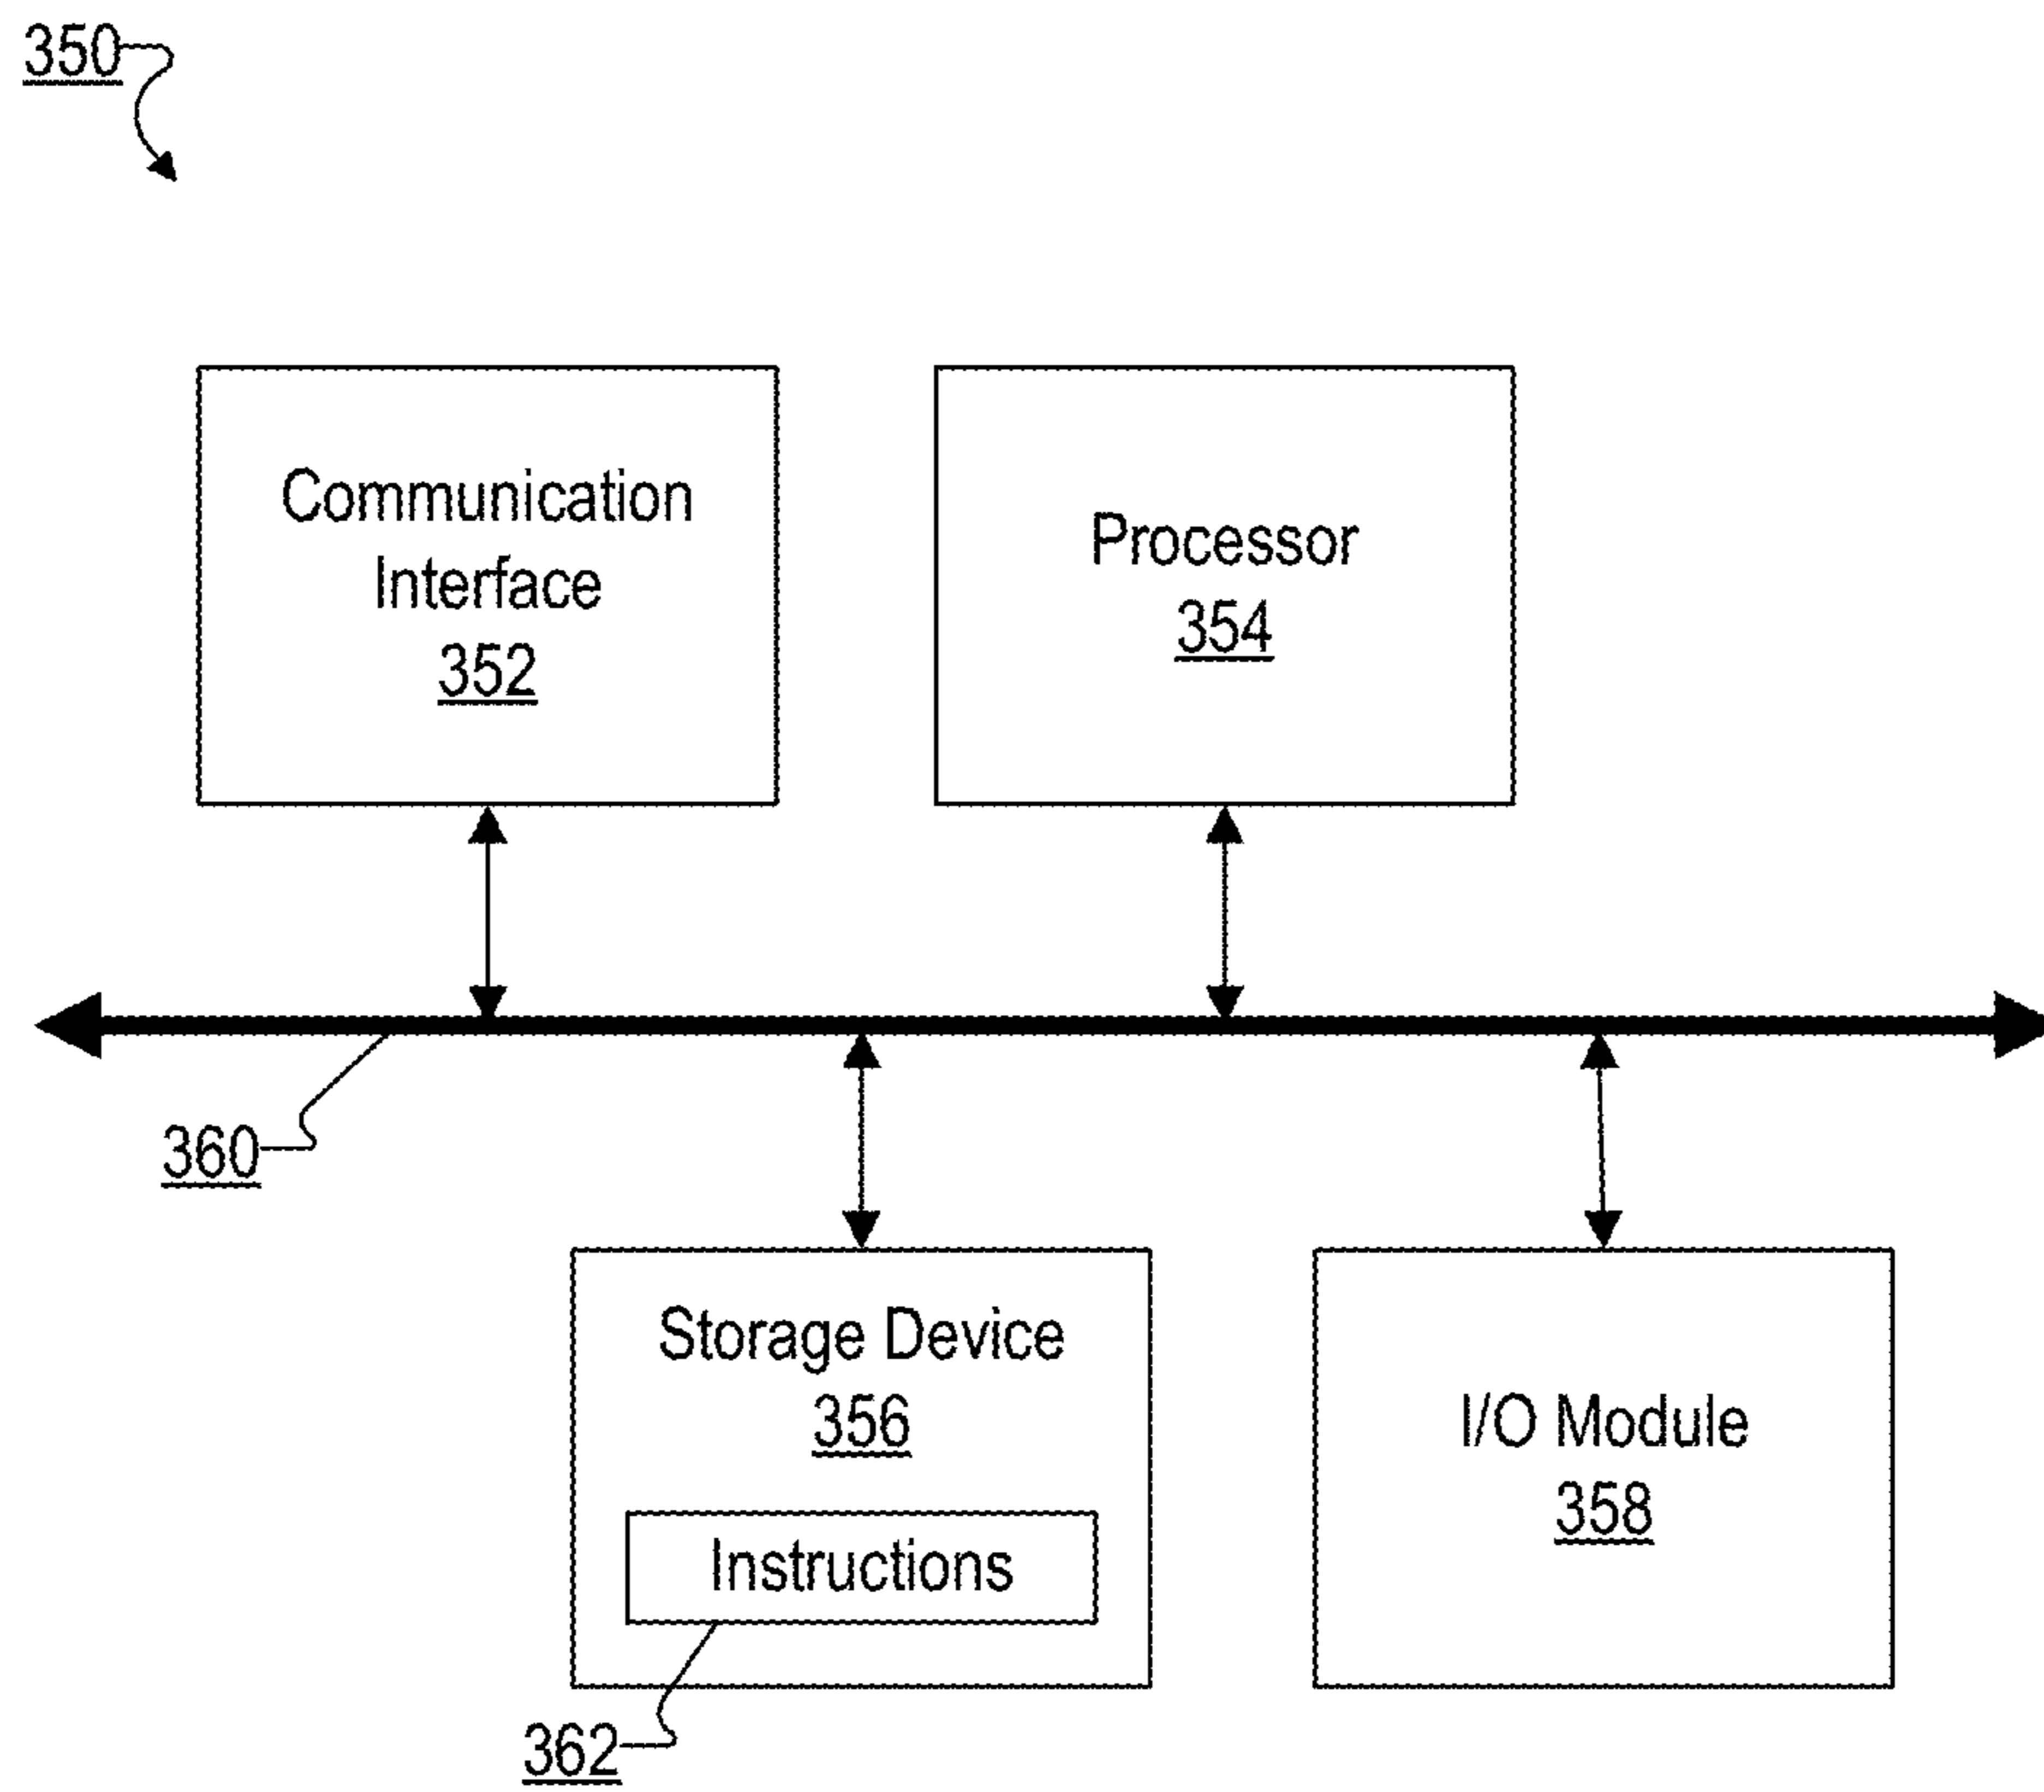 350
Communication
Interface
352
Processor
354
360
Storage Device
356
Instructions
362
I/O Module
358